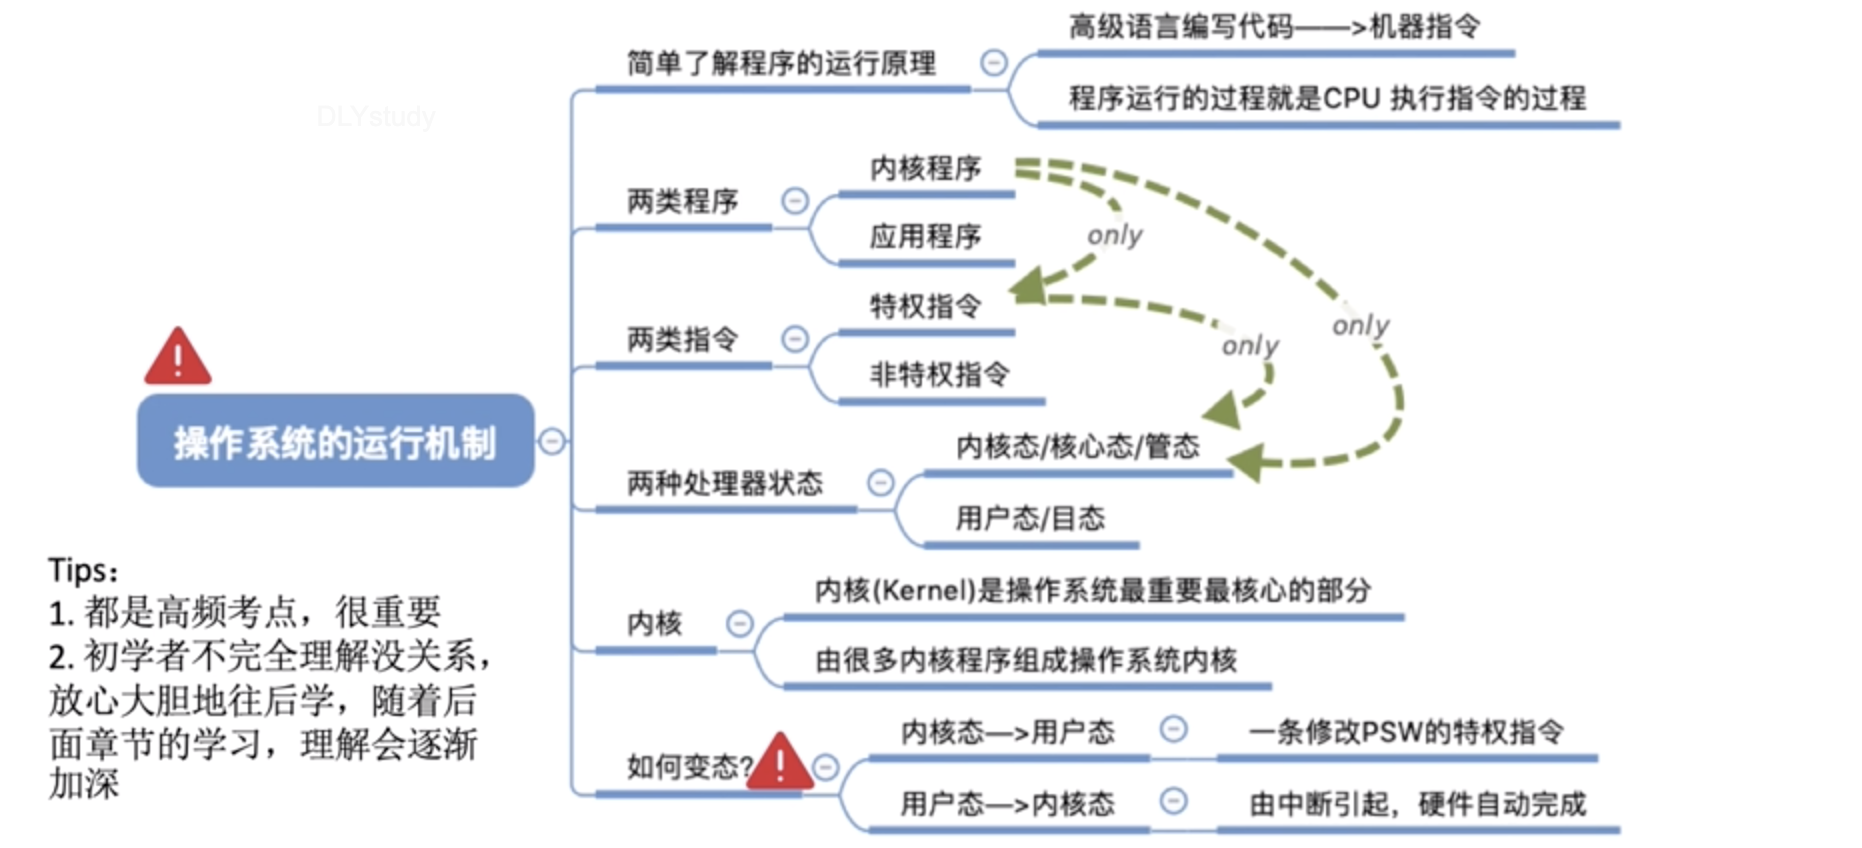 高级语言编写代码——>机器指令
简单了解程序的运行原理
程序运行的过程就是CPU 执行指令的过程
DLYstudy
内核程序
两类程序
应用程序
only
特权指令
only
两类指令
only
非特权指令
操作系统的运行机制
内核态/核心态/管态
两种处理器状态
用户态/目态
Tips：
1. 都是高频考点，很重要
2. 初学者不完全理解没关系，
放心大胆地往后学，随着后
面章节的学习，理解会逐渐
加深
内核(Kernel)是操作系统最重要最核心的部分
内核
由很多内核程序组成操作系统内核
内核态—>用户态
一条修改PSW的特权指令
如何变态?
用户态—>内核态
由中断引起，硬件自动完成